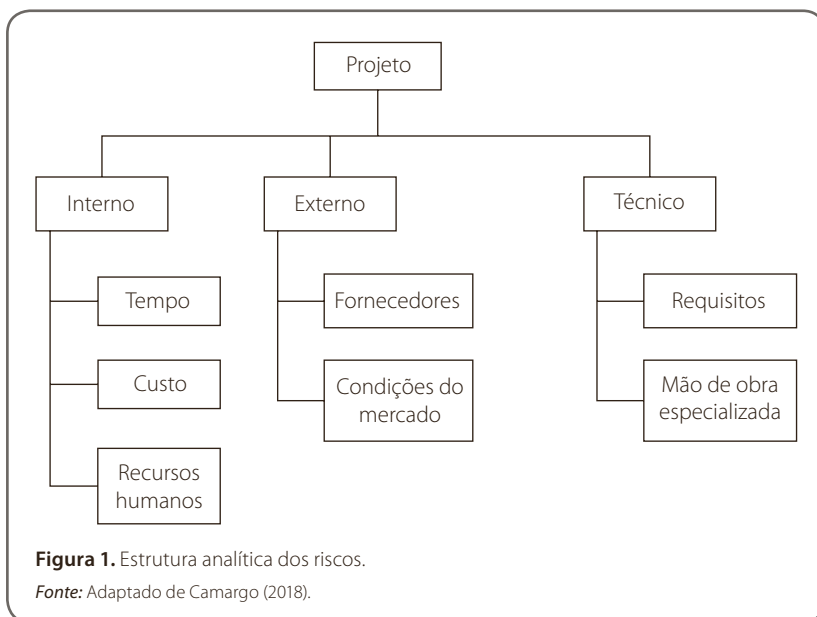 Projeto
Interno
Externo
Técnico
Tempo
Fornecedores
Requisitos
Custo
Condições do
mercado
Mão de obra
especializada
Recursos
humanos
Figura 1. Estrutura analítica dos riscos.
Fonte: Adaptado de Camargo (2018).